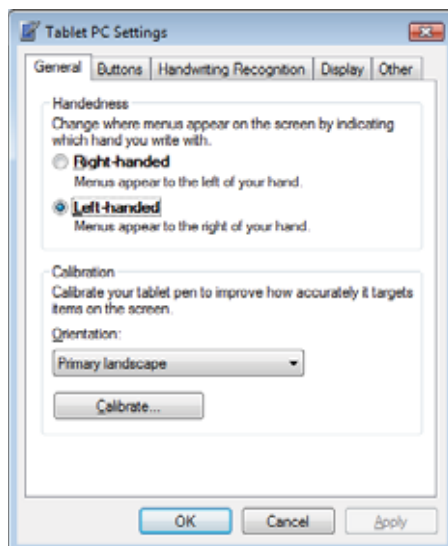 Tablet PC Settings
General Buttons Handwriting Recognition Display Other
Handedness
Change where menus appear on the screen by indicating
which hand you write with.
Right-handed
Menus appear to the left of your hand.
Left-handed
Menus appear to the right of your hand.
Calibration
Calibrate your tablet pen to improve how accurately it targets
items on the screen.
Orientation:
Primary landscape
Calibrate...
OK Cancel Apply